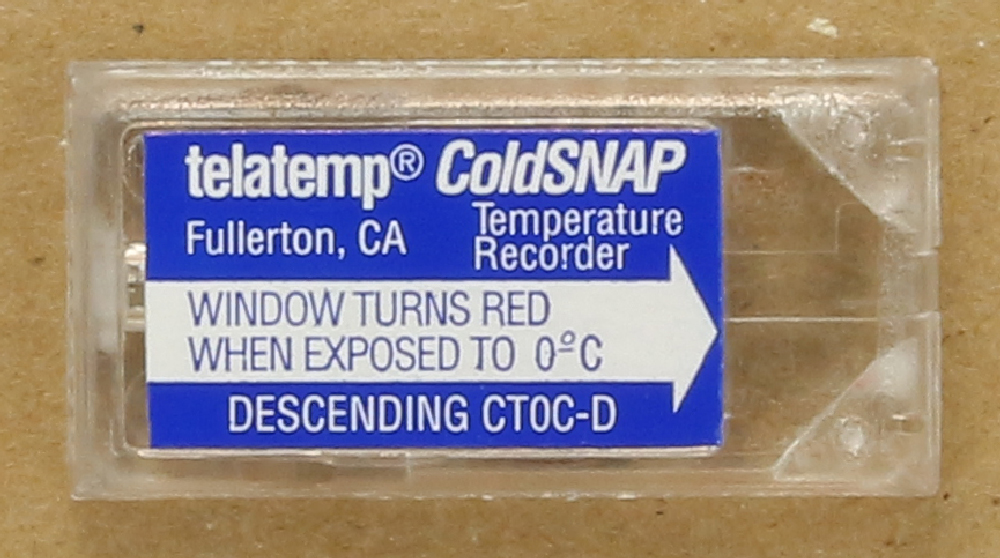 telatemp® ColdSNAP
Fullerton, CA
Temperature
Recorder
WINDOW TURNS RED
WHEN EXPOSED TO 0°C
DESCENDING CT0C-D